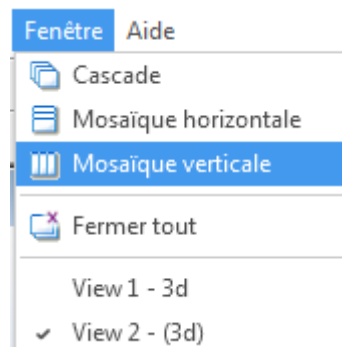 Fenêtre Aide
Cascade
Mosaïque horizontale
Mosaïque verticale
Fermer tout
View 1 - 3d
View 2 - (3d)